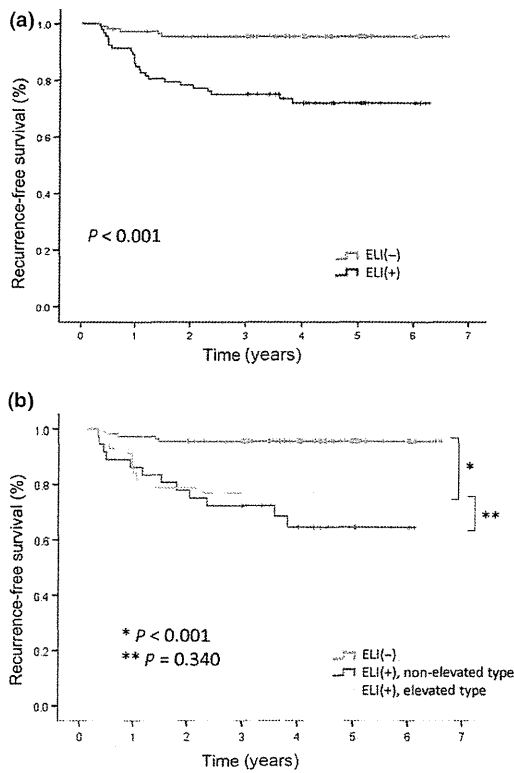 (a)
Recurrence-free survival (%)
1.0
0.8
0.6
0.4
0.2
0.0
P < 0.001
ELI(−)
ELI(+)
0 1 2 3 4 5 6 7
Time (years)
(b)
Recurrence-free survival (%)
1.0
0.8
0.6
0.4
0.2
0.0
*
**
* P < 0.001
** P = 0.340
ELI(−)
ELI(+), non-elevated type
ELI(+), elevated type
0 1 2 3 4 5 6 7
Time (years)